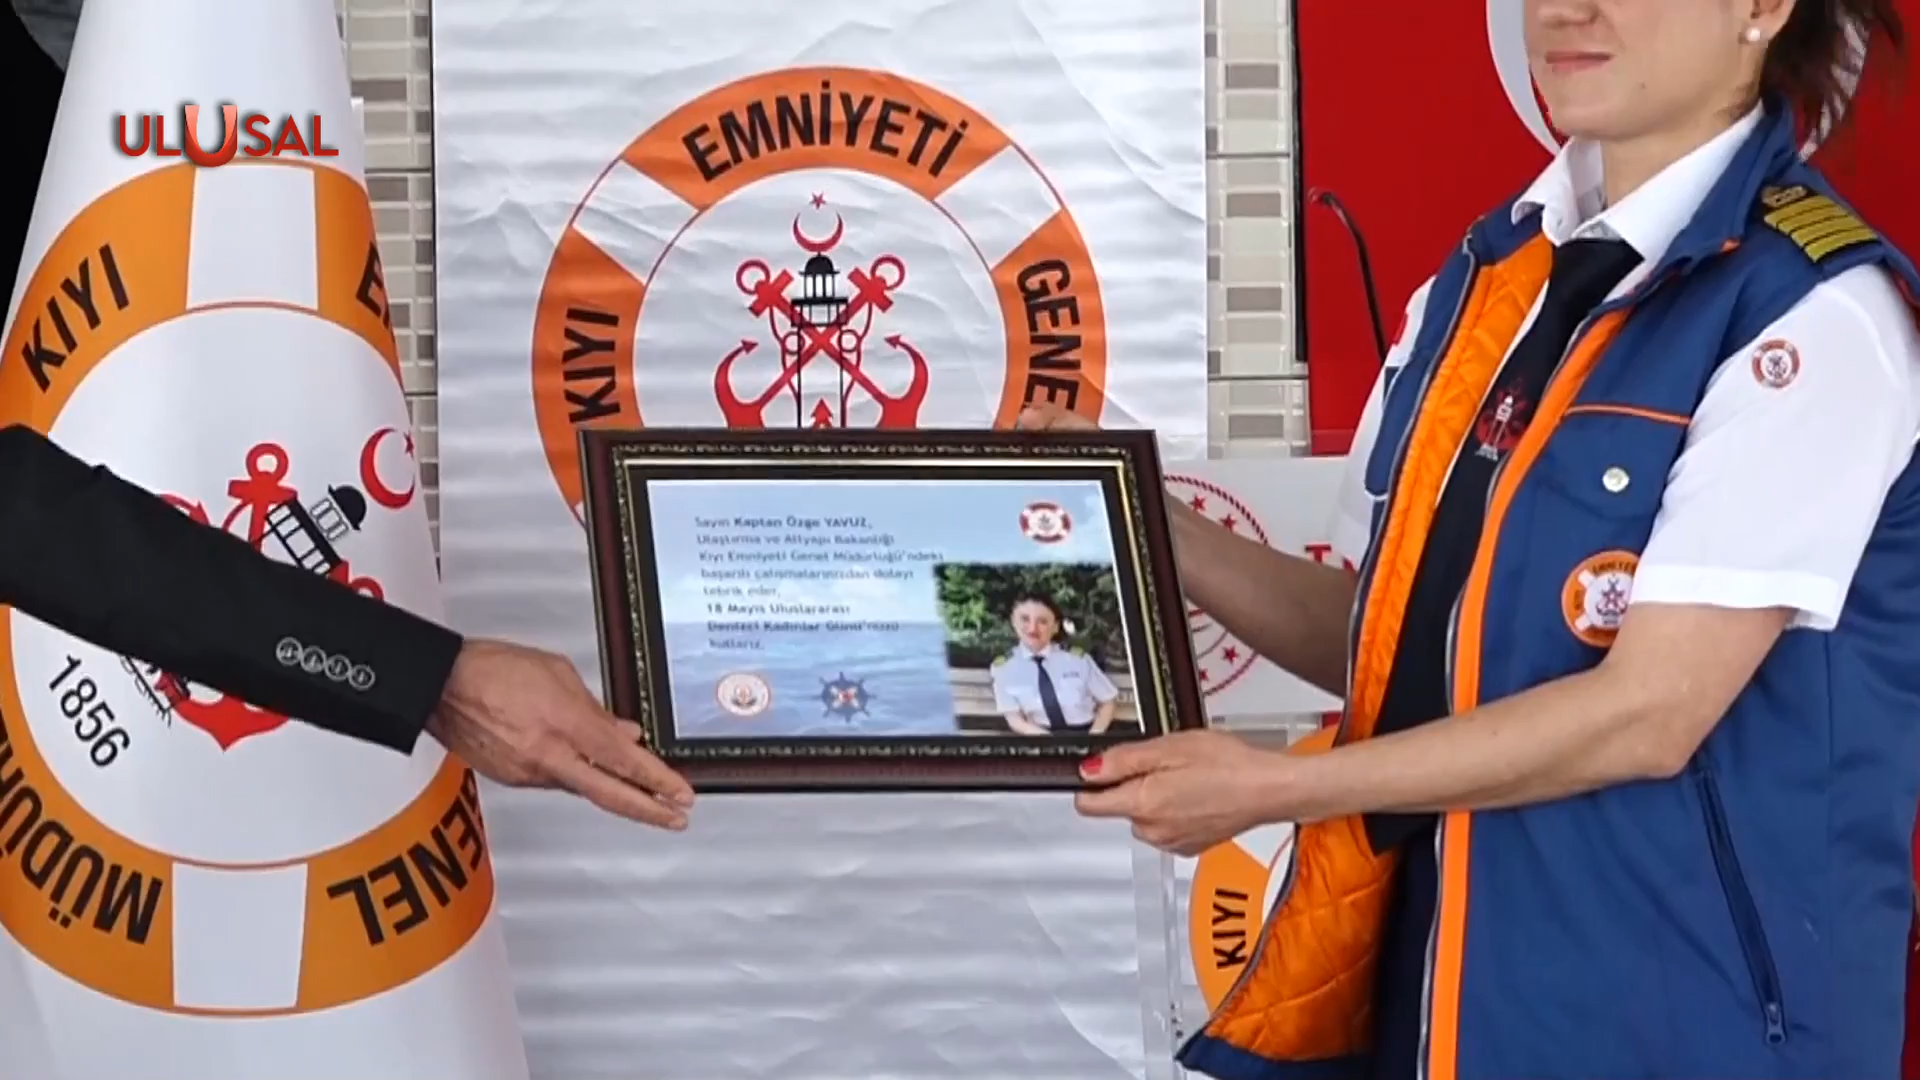 ULUSAL
KIYI
1856
GENEL
MÜDÜR
KIYI EMNİYETİ GENE
Sayın Kaptan Özge YAVUZ,
Ulaştırma ve Altyapı Bakanlığı
Kıyı Emniyeti Genel Müdürlüğü'ndeki
başarılı çalışmalarınızdan dolayı
tebrik eder,
18 Mayıs Uluslararası
Denizci Kadınlar Günü'nüzü
kutlarız.
KIYI